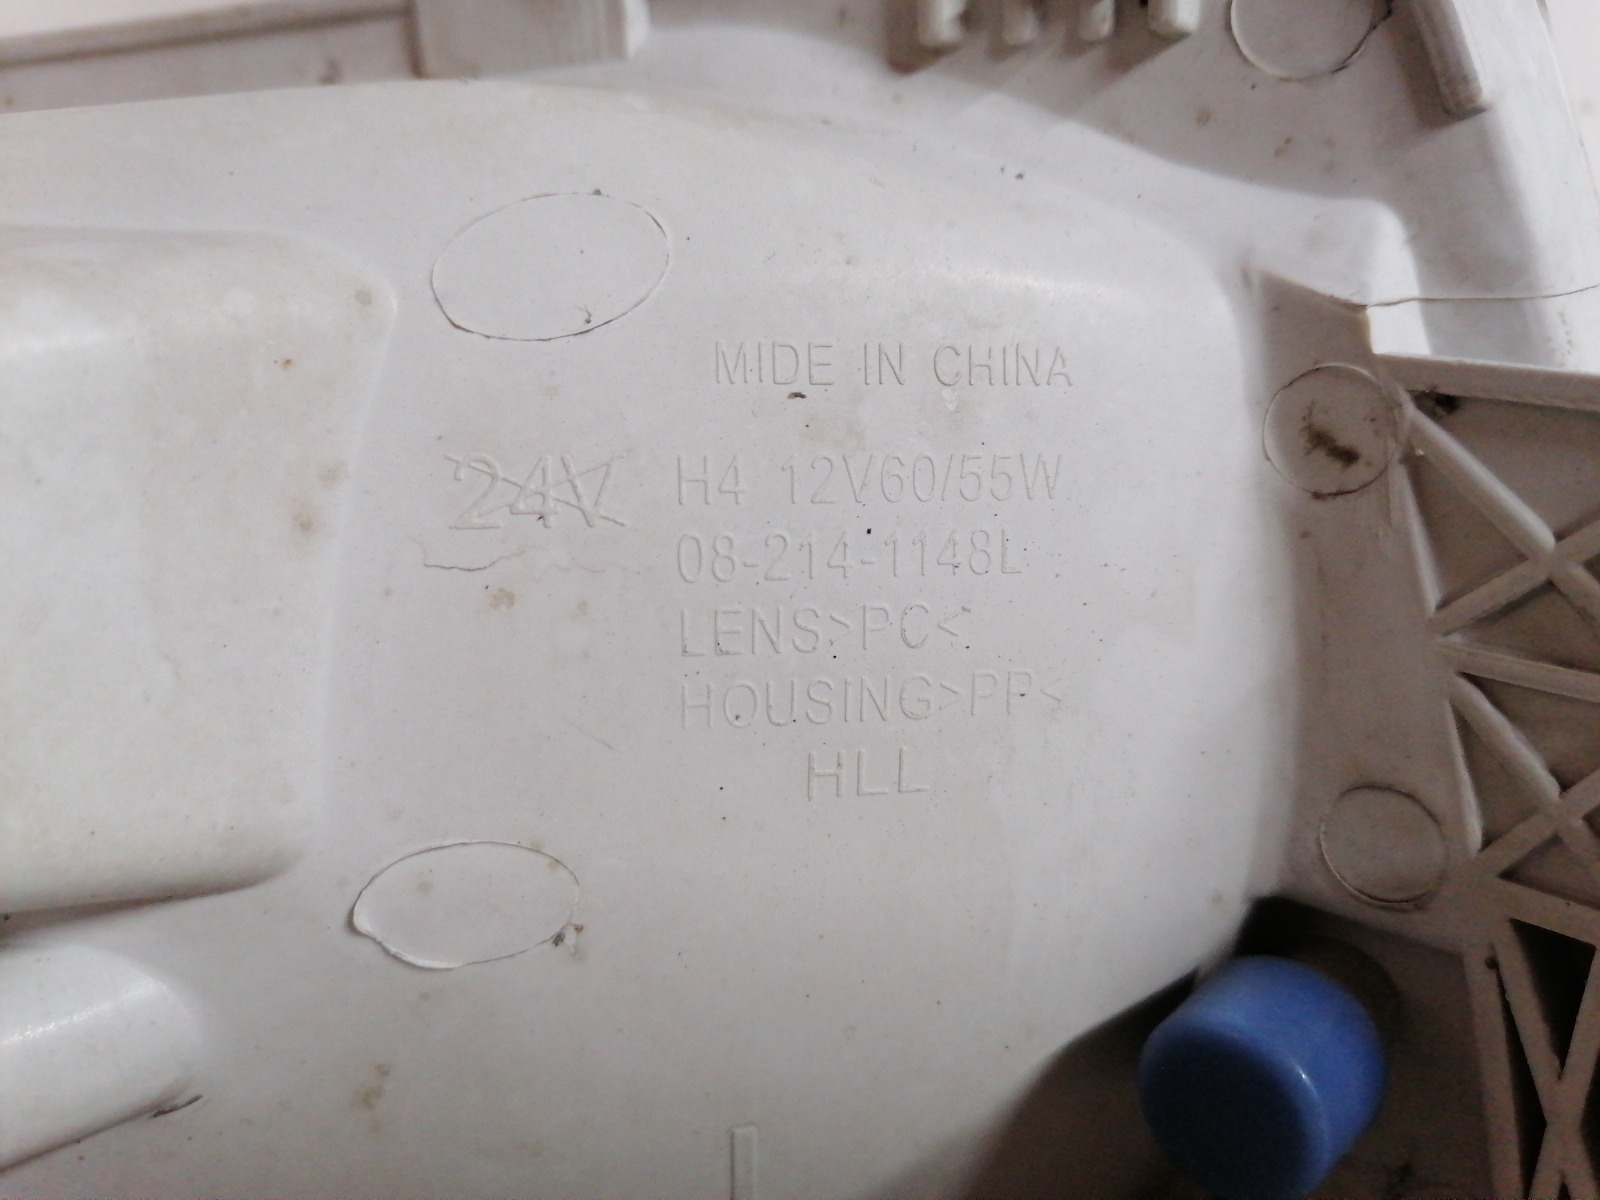 MIDE IN CHINA
24V H4 12V60/55W
08-214-1148L
LENS>PC<
HOUSING>PP<
HLL